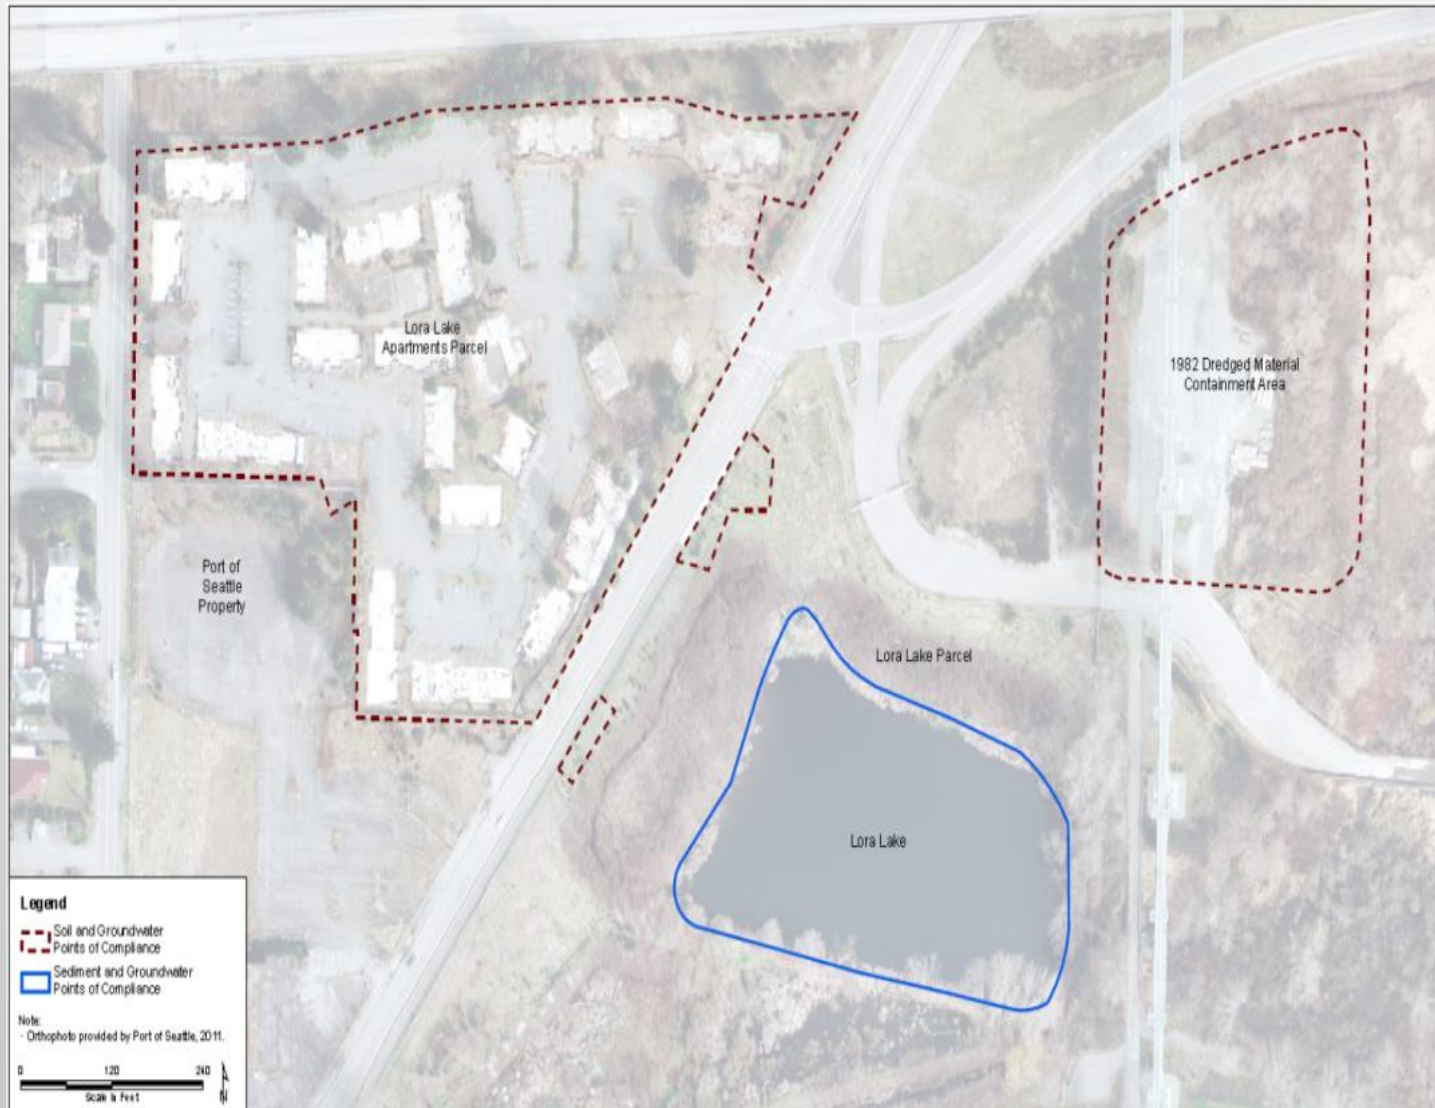 Lora Lake
Apartments Parcel
1982 Dredged Material
Containment Area
Port of
Seattle
Property
Lora Lake Parcel
Lora Lake
Legend
Soil and Groundwater
Points of Compliance
Sediment and Groundwater
Points of Compliance
Note:
- Orthophoto provided by Port of Seattle, 2011.
0 120 240
Scale in Feet
N